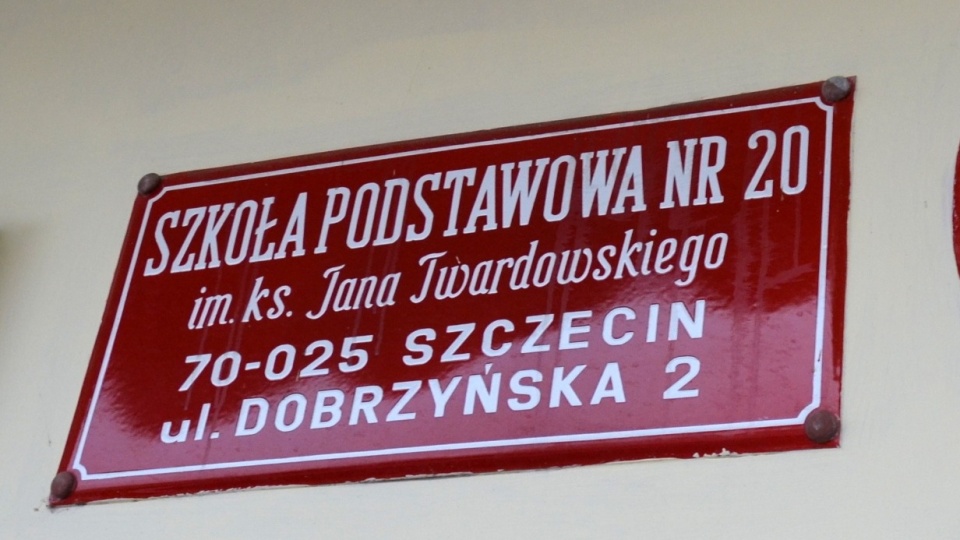 SZKOŁA PODSTAWOWA NR 20
im. ks. Jana Twardowskiego
70-025 SZCZECIN
ul. DOBRZYŃSKA 2